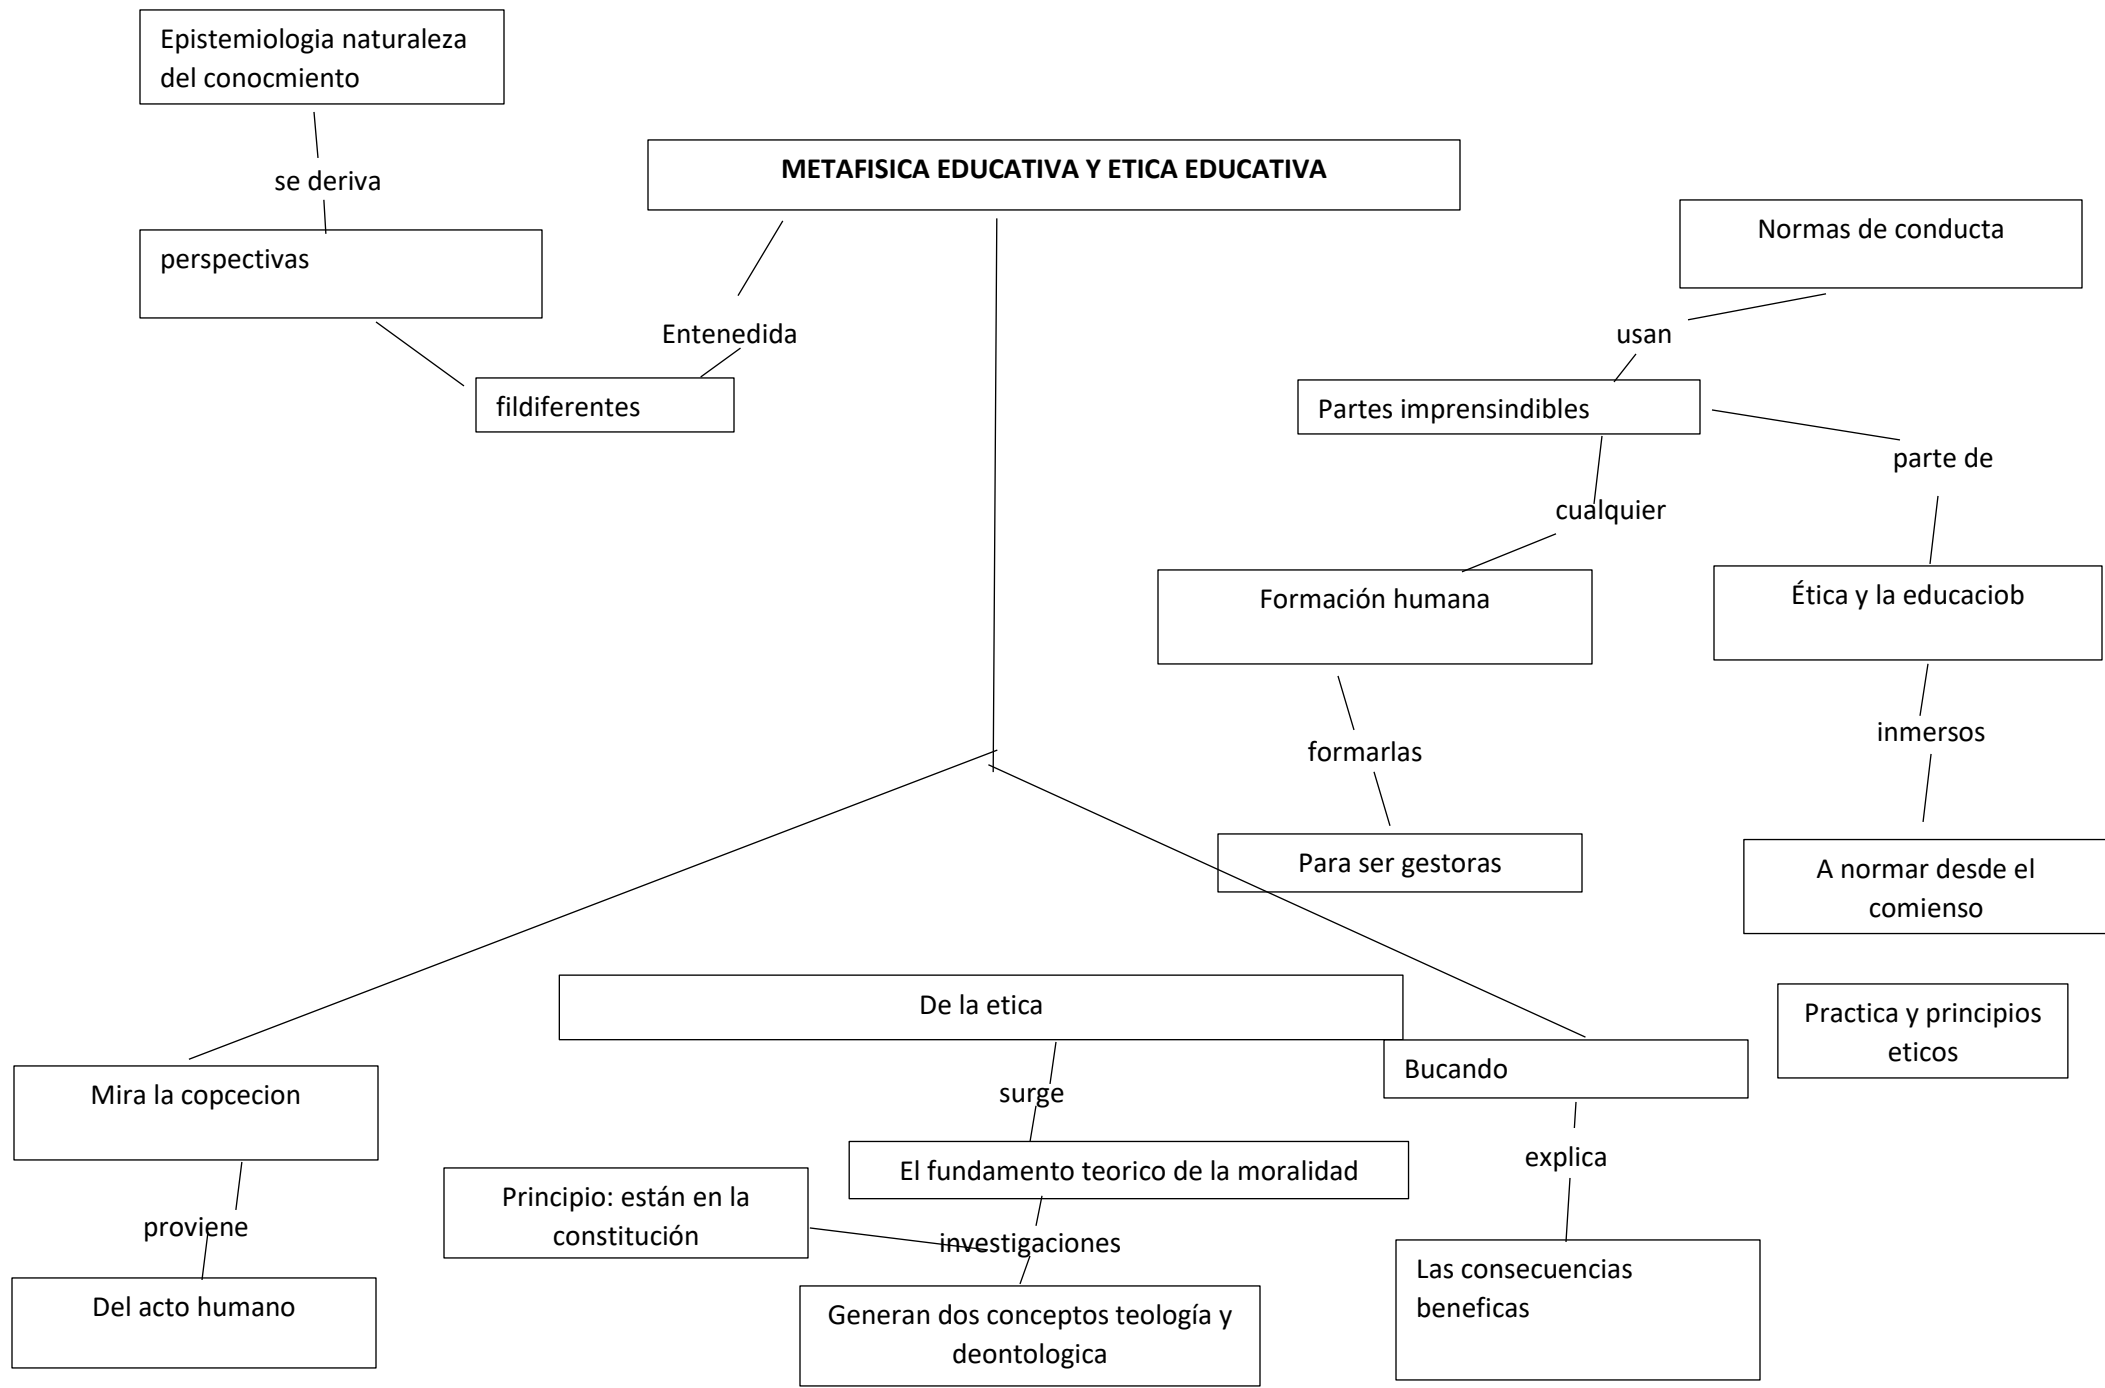 Epistemiologia naturaleza
del conocmiento
se deriva
perspectivas
fildiferentes
METAFISICA EDUCATIVA Y ETICA EDUCATIVA
Entenedida
Normas de conducta
usan
Partes imprensindibles
parte de
cualquier
Formación humana
Ética y la educaciob
formarlas
inmersos
Para ser gestoras
A normar desde el
comienso
Practica y principios
eticos
De la etica
Mira la copcecion
surge
Bucando
proviene
El fundamento teorico de la moralidad
explica
Principio: están en la
constitución
investigaciones
Del acto humano
Generan dos conceptos teología y
deontologica
Las consecuencias
beneficas